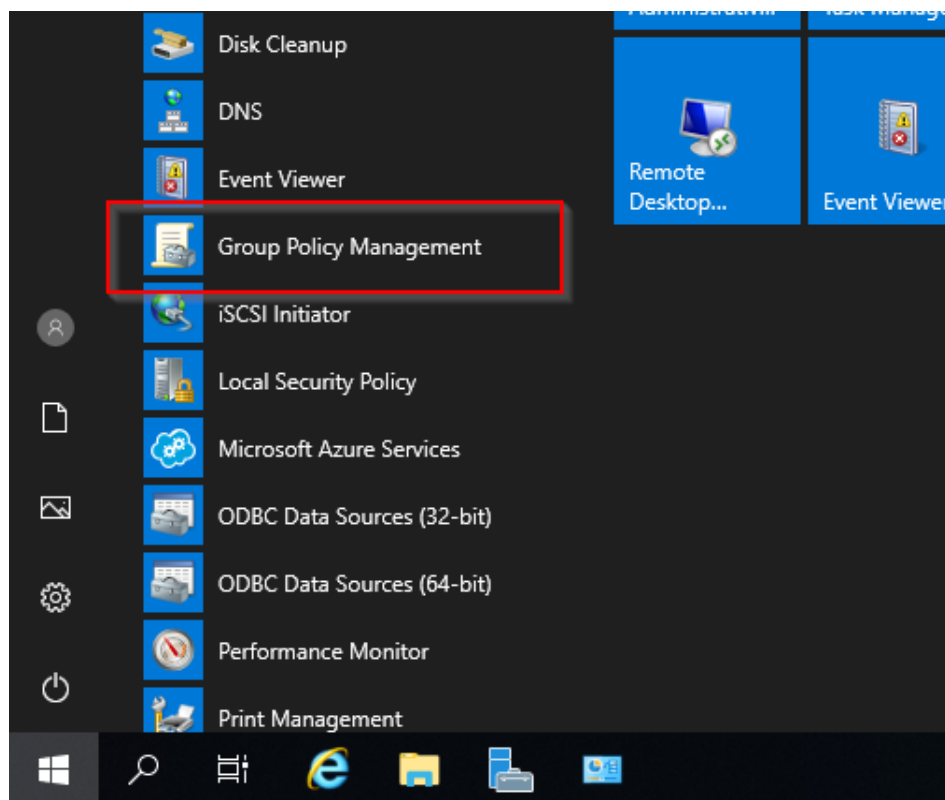 Disk Cleanup
DNS
Event Viewer
Group Policy Management
iSCSI Initiator
Local Security Policy
Microsoft Azure Services
ODBC Data Sources (32-bit)
ODBC Data Sources (64-bit)
Performance Monitor
Print Management
Remote
Desktop...
Event Viewer